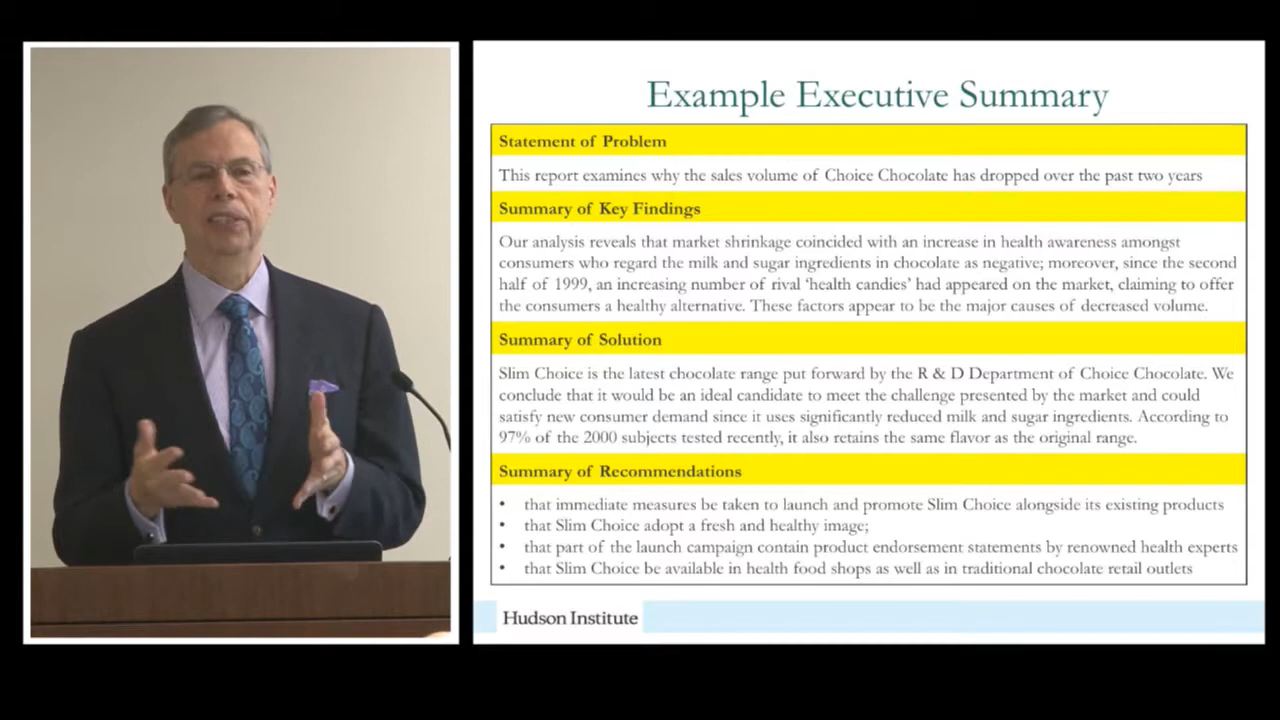 Example Executive Summary
Statement of Problem
This report examines why the sales volume of Choice Chocolate has dropped over the past two years
Summary of Key Findings
Our analysis reveals that market shrinkage coincided with an increase in health awareness amongst
consumers who regard the milk and sugar ingredients in chocolate as negative; moreover, since the second
half of 1999, an increasing number of rival ‘health candies’ had appeared on the market, claiming to offer
the consumers a healthy alternative. These factors appear to be the major causes of decreased volume.
Summary of Solution
Slim Choice is the latest chocolate range put forward by the R & D Department of Choice Chocolate. We
conclude that it would be an ideal candidate to meet the challenge presented by the market and could
satisfy new consumer demand since it uses significantly reduced milk and sugar ingredients. According to
97% of the 2000 subjects tested recently, it also retains the same flavor as the original range.
Summary of Recommendations
• that immediate measures be taken to launch and promote Slim Choice alongside its existing products
• that Slim Choice adopt a fresh and healthy image;
• that part of the launch campaign contain product endorsement statements by renowned health experts
• that Slim Choice be available in health food shops as well as in traditional chocolate retail outlets
Hudson Institute